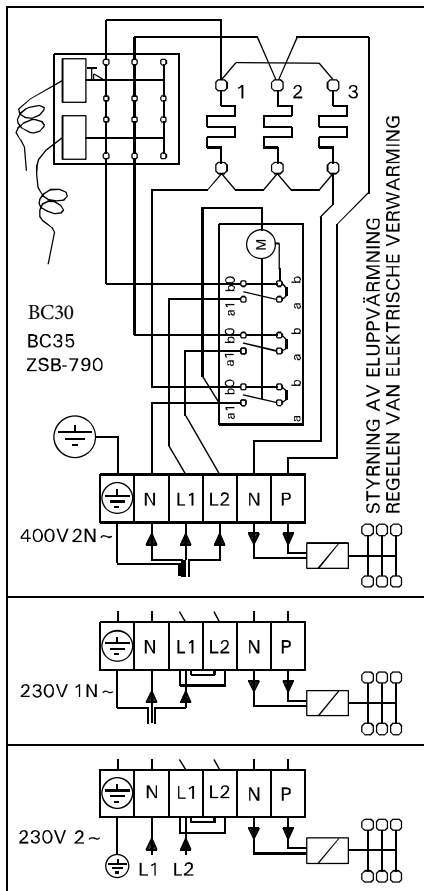 1 2 3
M
b0 b
a1 a
b0 b
a1 a
b0 b
a1 a
BC30
BC35
ZSB-790
STYRNING AV ELUPPVÄRMNING
REGELEN VAN ELEKTRISCHE VERWARMING
N L1 L2 N P
400V 2N~
N L1 L2 N P
230V 1N~
N L1 L2 N P
230V 2~
L1 L2